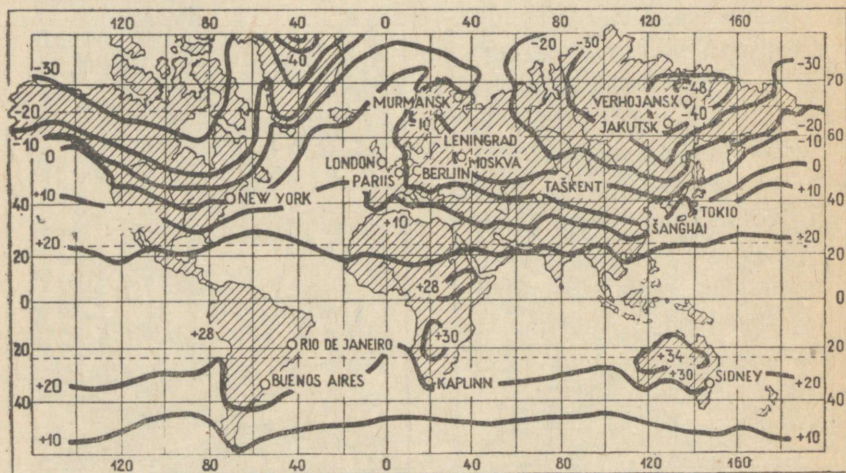 120 80 40 0 40 80 120 160
-40
-20 -30
-30 -30
70 MURMANSK VERHOJANSK -48 70
-20 -10 JAKUTSK -40 -20
60 LENINGRAD 60
-10 LONDON MOSKVA -10
0 PARIIS BERLIIN TAŠKENT 0
+10 NEW YORK +10
40 +10 TOKIO 40
+20 ŠANGHAI +20
20 20
+28
0 0
+28 RIO DE JANEIRO +30
20 +34 20
+20 BUENOS AIRES KAPLINN +30 SIDNEY +20
40 40
+10 +10
120 80 40 0 40 80 120 160